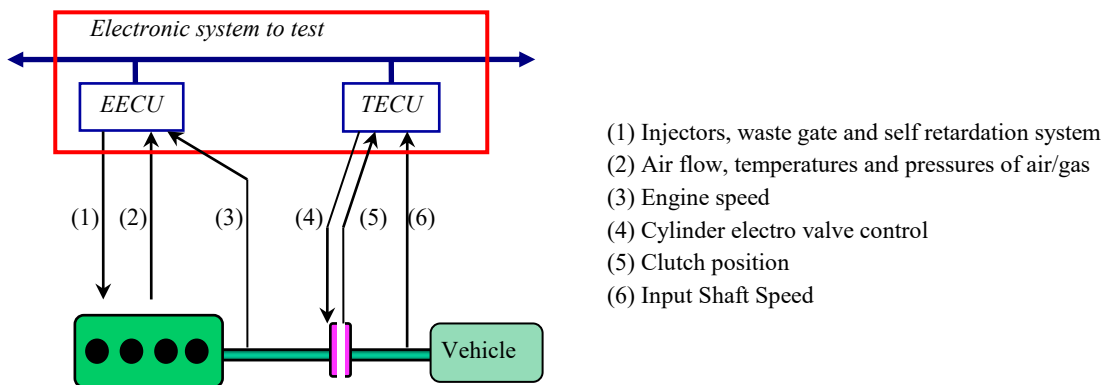 Electronic system to test
EECU
TECU
(1)
(2)
(3)
(4)
(5)
(6)
Vehicle
(1) Injectors, waste gate and self retardation system
(2) Air flow, temperatures and pressures of air/gas
(3) Engine speed
(4) Cylinder electro valve control
(5) Clutch position
(6) Input Shaft Speed